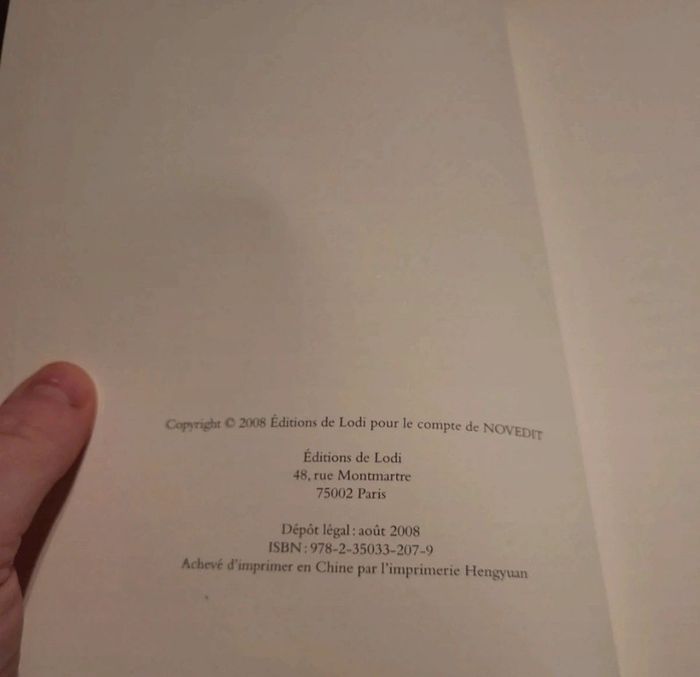 Copyright © 2008 Éditions de Lodi pour le compte de NOVEDIT
Éditions de Lodi
48, rue Montmartre
75002 Paris
Dépôt légal : août 2008
ISBN : 978-2-35033-207-9
Achevé d'imprimer en Chine par l'imprimerie Hengyuan